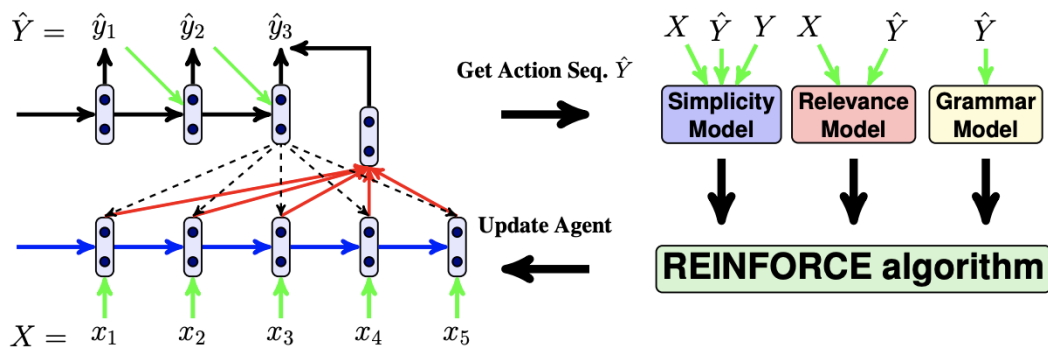 Ŷ = ŷ₁ ŷ₂ ŷ₃
Get Action Seq. Ŷ
X Ŷ Y X Ŷ Ŷ
Simplicity Model
Relevance Model
Grammar Model
Update Agent
REINFORCE algorithm
X = x₁ x₂ x₃ x₄ x₅